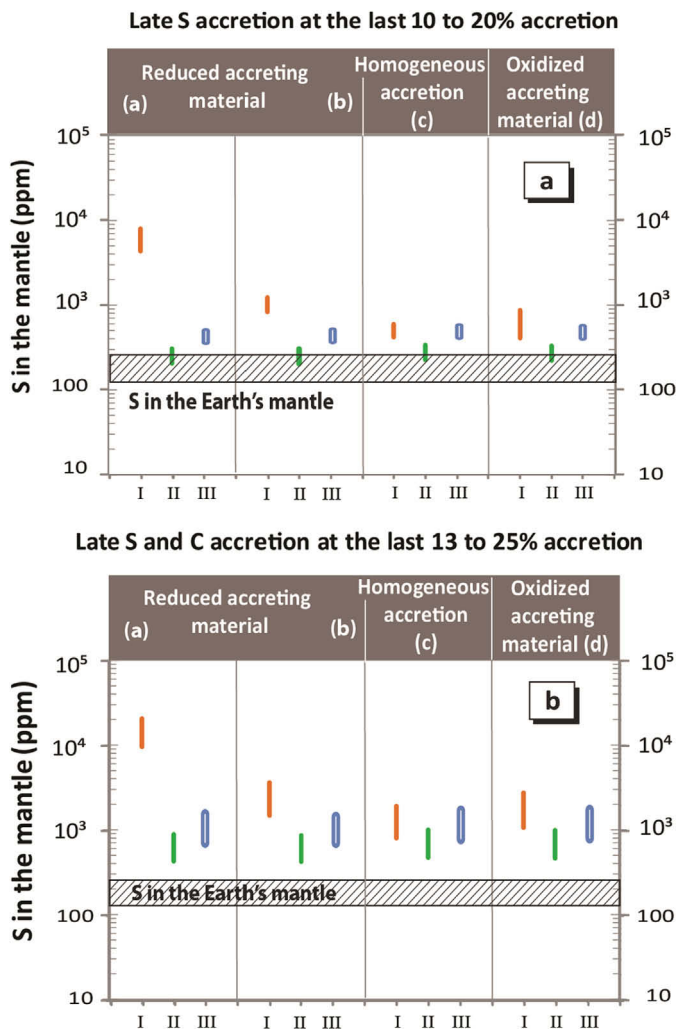 Late S accretion at the last 10 to 20% accretion
Reduced accreting
material
(a)
(b)
Homogeneous
accretion
(c)
Oxidized
accreting
material (d)
S in the mantle (ppm)
10⁵
10⁴
10³
100
10
10⁵
10⁴
10³
100
10
a
S in the Earth's mantle
I II III I II III I II III I II III
Late S and C accretion at the last 13 to 25% accretion
Reduced accreting
material
(a)
(b)
Homogeneous
accretion
(c)
Oxidized
accreting
material (d)
S in the mantle (ppm)
10⁵
10⁴
10³
100
10
10⁵
10⁴
10³
100
10
b
S in the Earth's mantle
I II III I II III I II III I II III